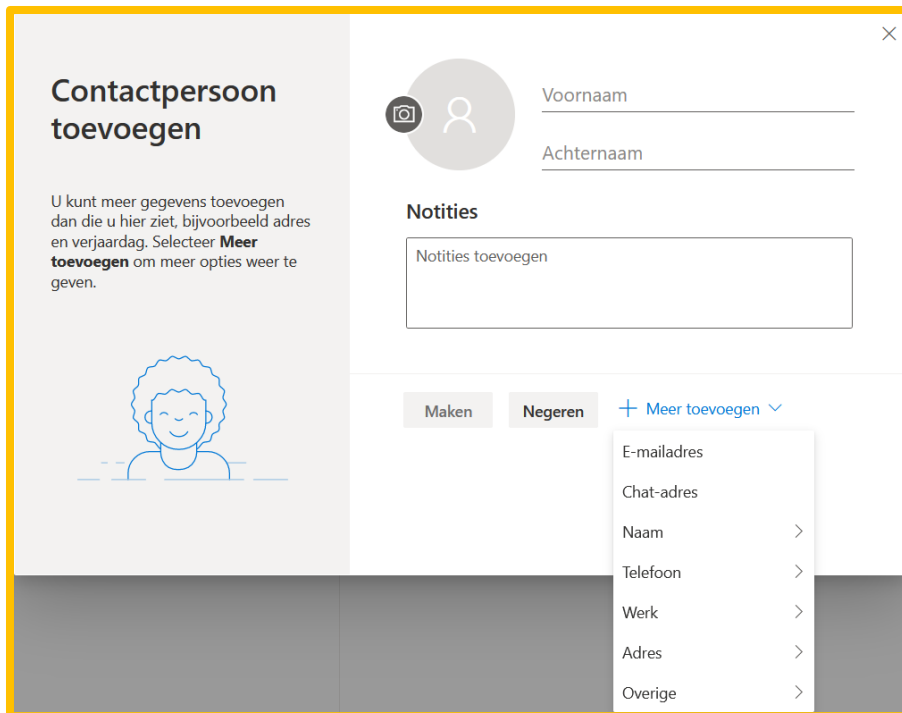 Contactpersoon
toevoegen
U kunt meer gegevens toevoegen
dan die u hier ziet, bijvoorbeeld adres
en verjaardag. Selecteer Meer
toevoegen om meer opties weer te
geven.
Voornaam
Achternaam
Notities
Notities toevoegen
Maken
Negeren
Meer toevoegen
E-mailadres
Chat-adres
Naam
Telefoon
Werk
Adres
Overige